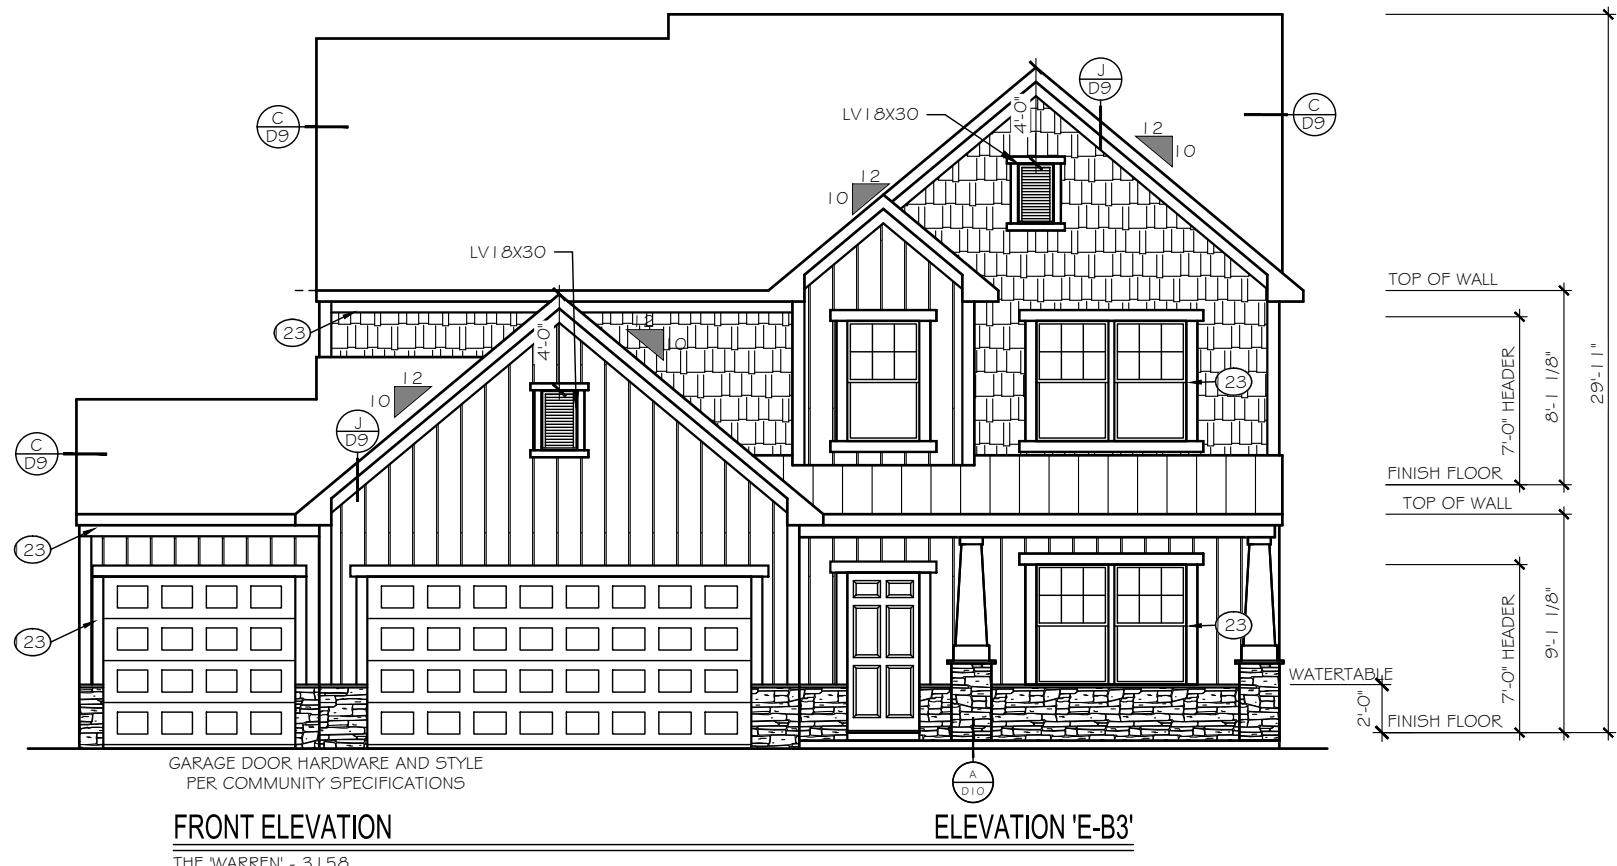 J
D9
C
D9
C
D9
LV18X30
4'-0"
12
10
12
10
LV18X30
TOP OF WALL
23
4'-0"
12
10
7'-0" HEADER
8'-1 1/8"
29'-11"
12
10
23
J
D9
C
D9
FINISH FLOOR
TOP OF WALL
23
23
23
7'-0" HEADER
9'-1 1/8"
WATERTABLE
2'-0"
FINISH FLOOR
GARAGE DOOR HARDWARE AND STYLE
PER COMMUNITY SPECIFICATIONS
A
D10
FRONT ELEVATION
ELEVATION 'E-B3'
THE 'WARREN' - 3158